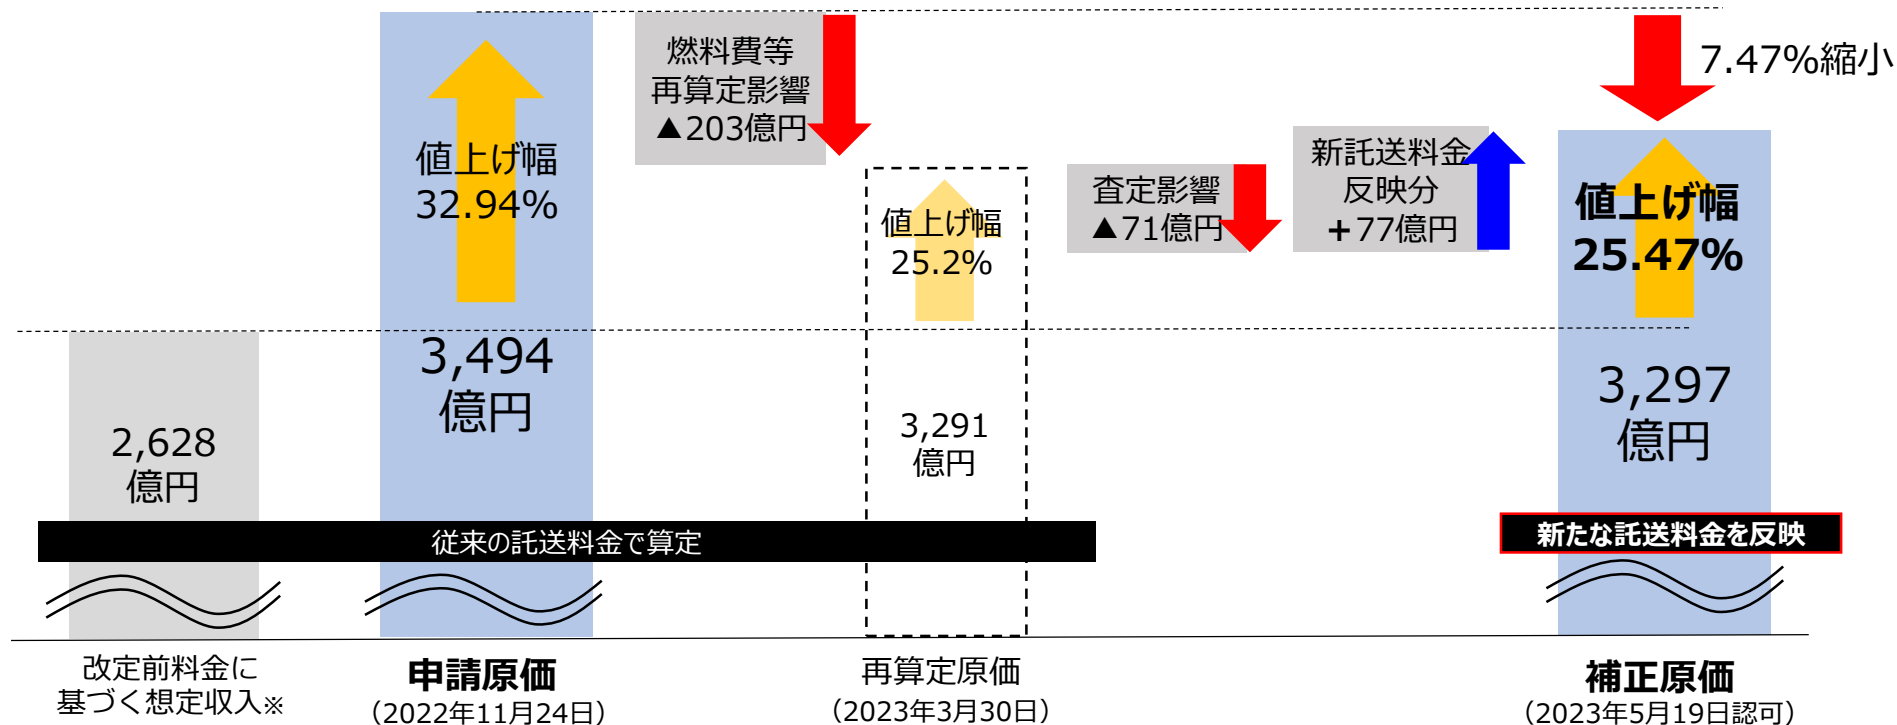 燃料費等
再算定影響
▲203億円
7.47%縮小
値上げ幅
32.94%
新託送料金
反映分
+77億円
査定影響
▲71億円
値上げ幅
25.2%
値上げ幅
25.47%
3,494
億円
3,297
億円
2,628
億円
3,291
億円
従来の託送料金で算定
新たな託送料金を反映
改定前料金に
基づく想定収入※
申請原価
（2022年11月24日）
再算定原価
（2023年3月30日）
補正原価
（2023年5月19日認可）